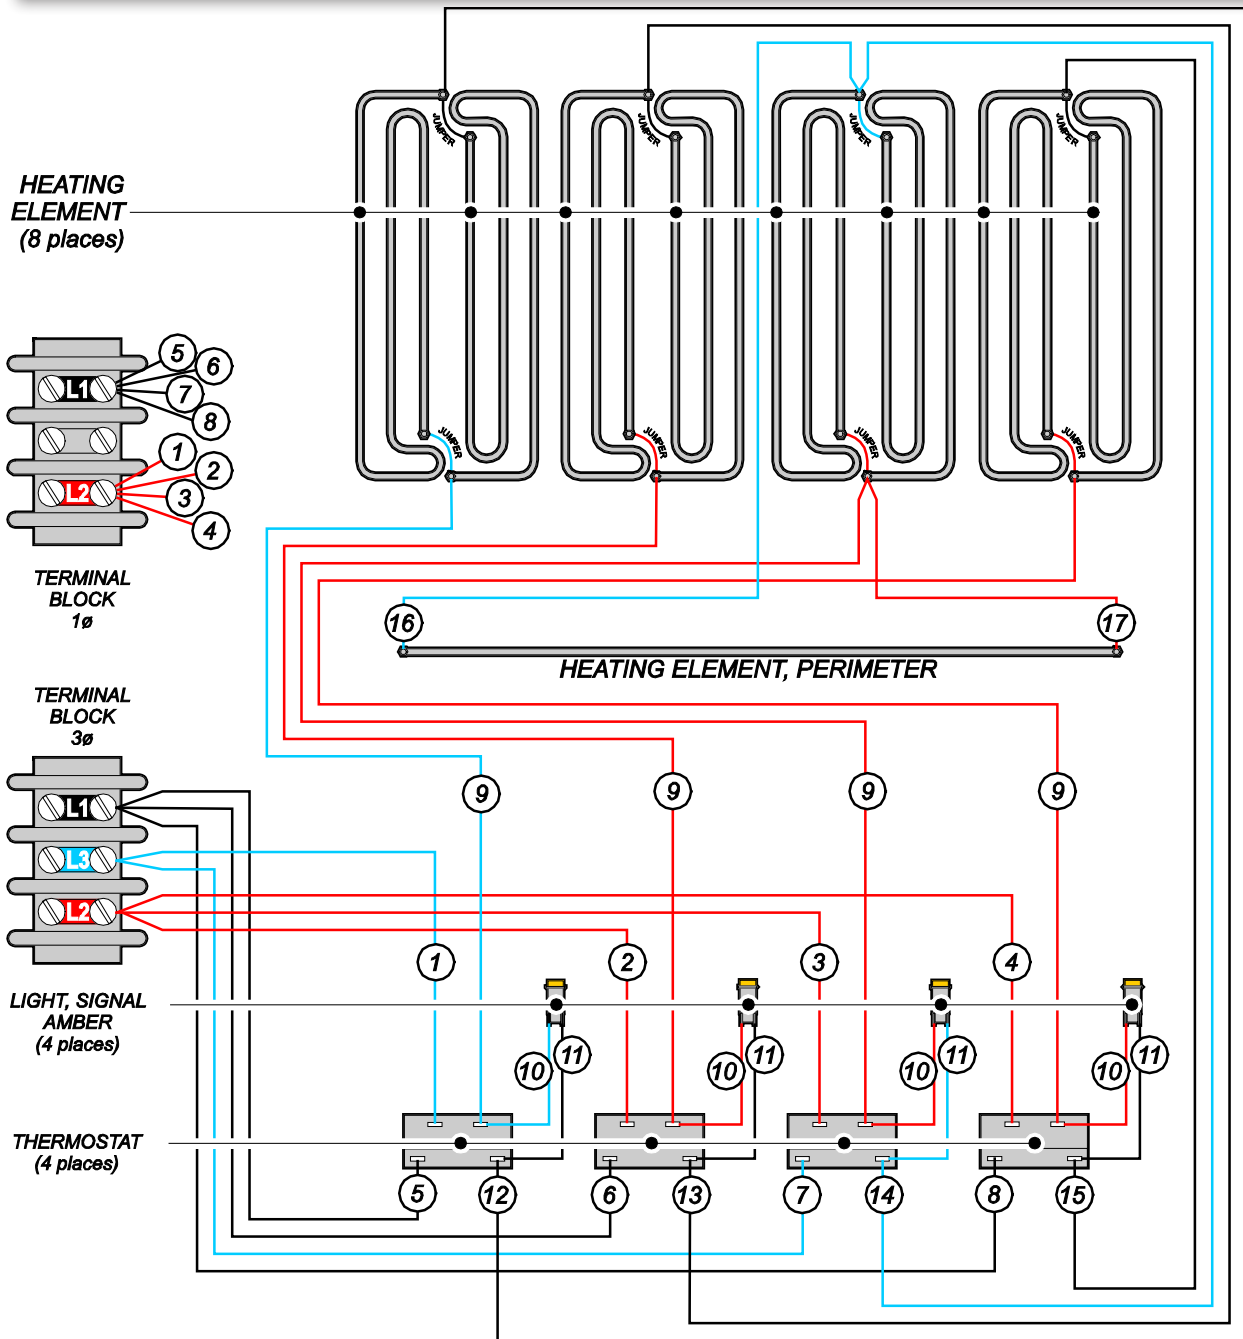 JUMPER JUMPER JUMPER JUMPER
HEATING
ELEMENT
(8 places)
5
6
L1
7
8
1
2
L2
3
4
JUMPER JUMPER JUMPER JUMPER
TERMINAL
BLOCK
1ø
16 17
HEATING ELEMENT, PERIMETER
TERMINAL
BLOCK
3ø
L1
L3
L2
9 9 9 9
1 2 3 4
LIGHT, SIGNAL
AMBER
(4 places)
10 11 10 11 10 11 10 11
THERMOSTAT
(4 places)
5 12 6 13 7 14 8 15